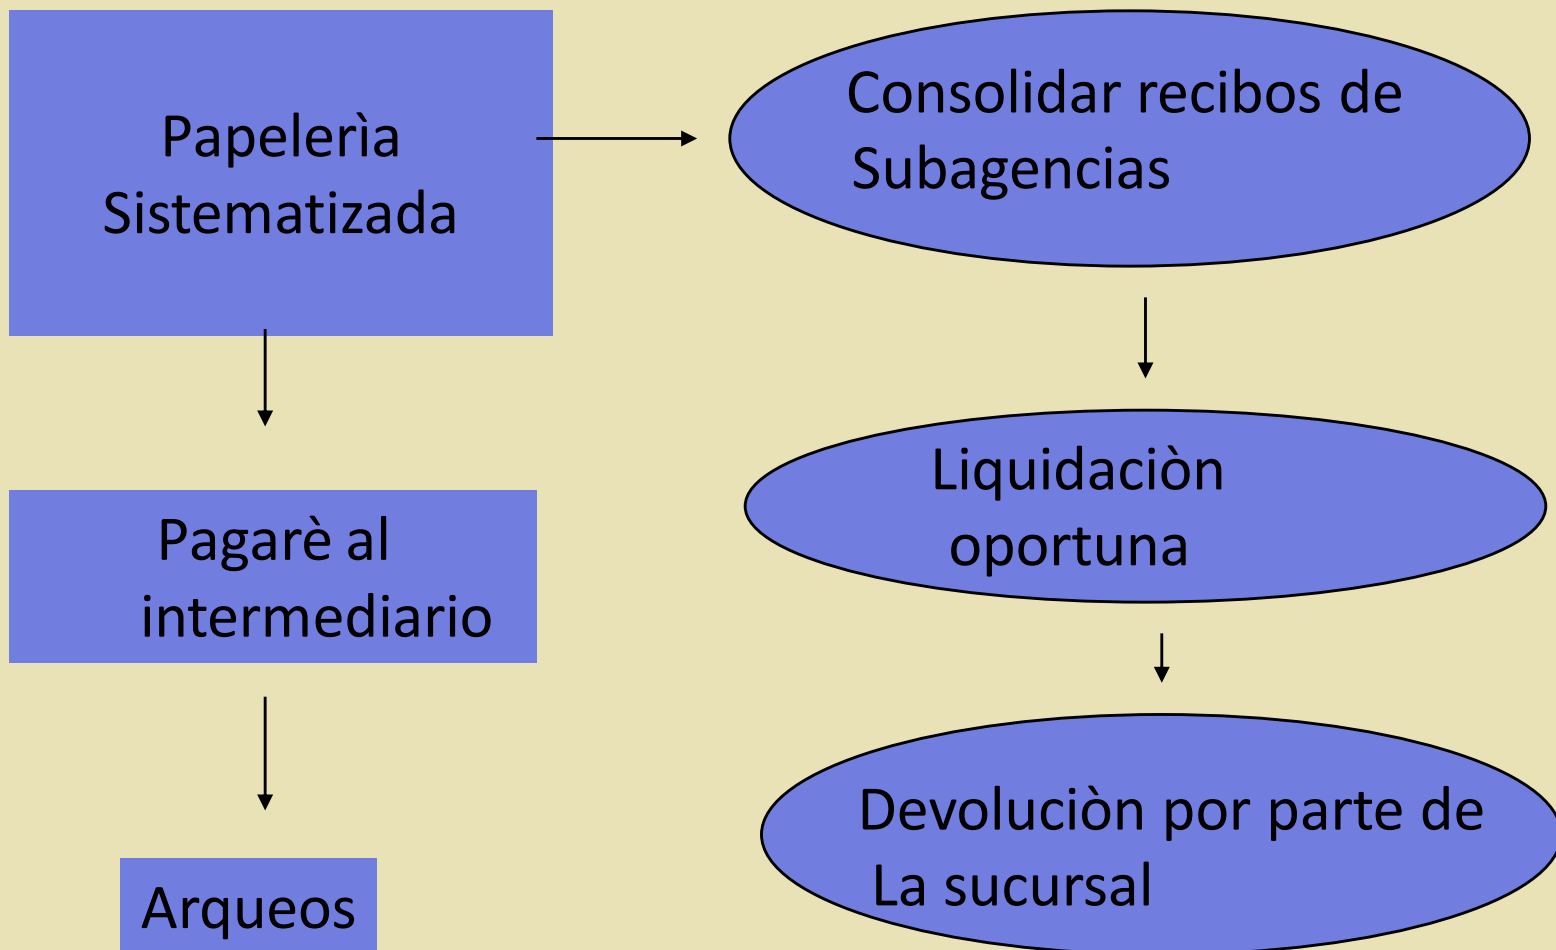 Papelerìa
Sistematizada
Consolidar recibos de
Subagencias
Pagarè al
intermediario
Liquidaciòn
oportuna
Arqueos
Devoluciòn por parte de
La sucursal